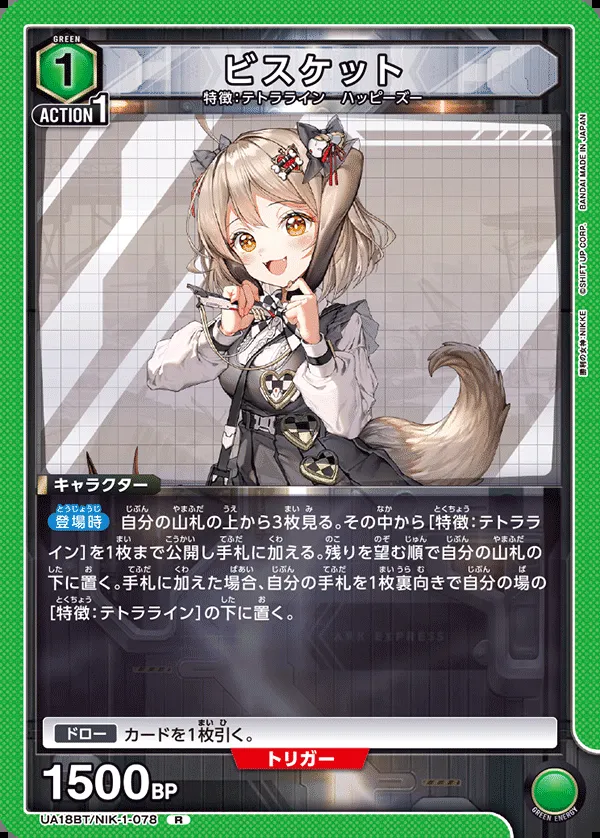 GREEN
1
ACTION 1
ビスケット
特徴:テトラライン ハッピーズー
BANDAI MADE IN JAPAN
©SHIFT UP CORP.
勝利の女神:NIKKE
キャラクター
登場時 自分の山札の上から3枚見る。その中から[特徴:テトララ
イン]を1枚まで公開し手札に加える。残りを望む順で自分の山札の
下に置く。手札に加えた場合、自分の手札を1枚裏向きで自分の場の
[特徴:テトラライン]の下に置く。
ARK EXPRESS
ドロー カードを1枚引く。
トリガー
1500BP
UA18BT/NIK-1-078 R
GREEN ENERGY